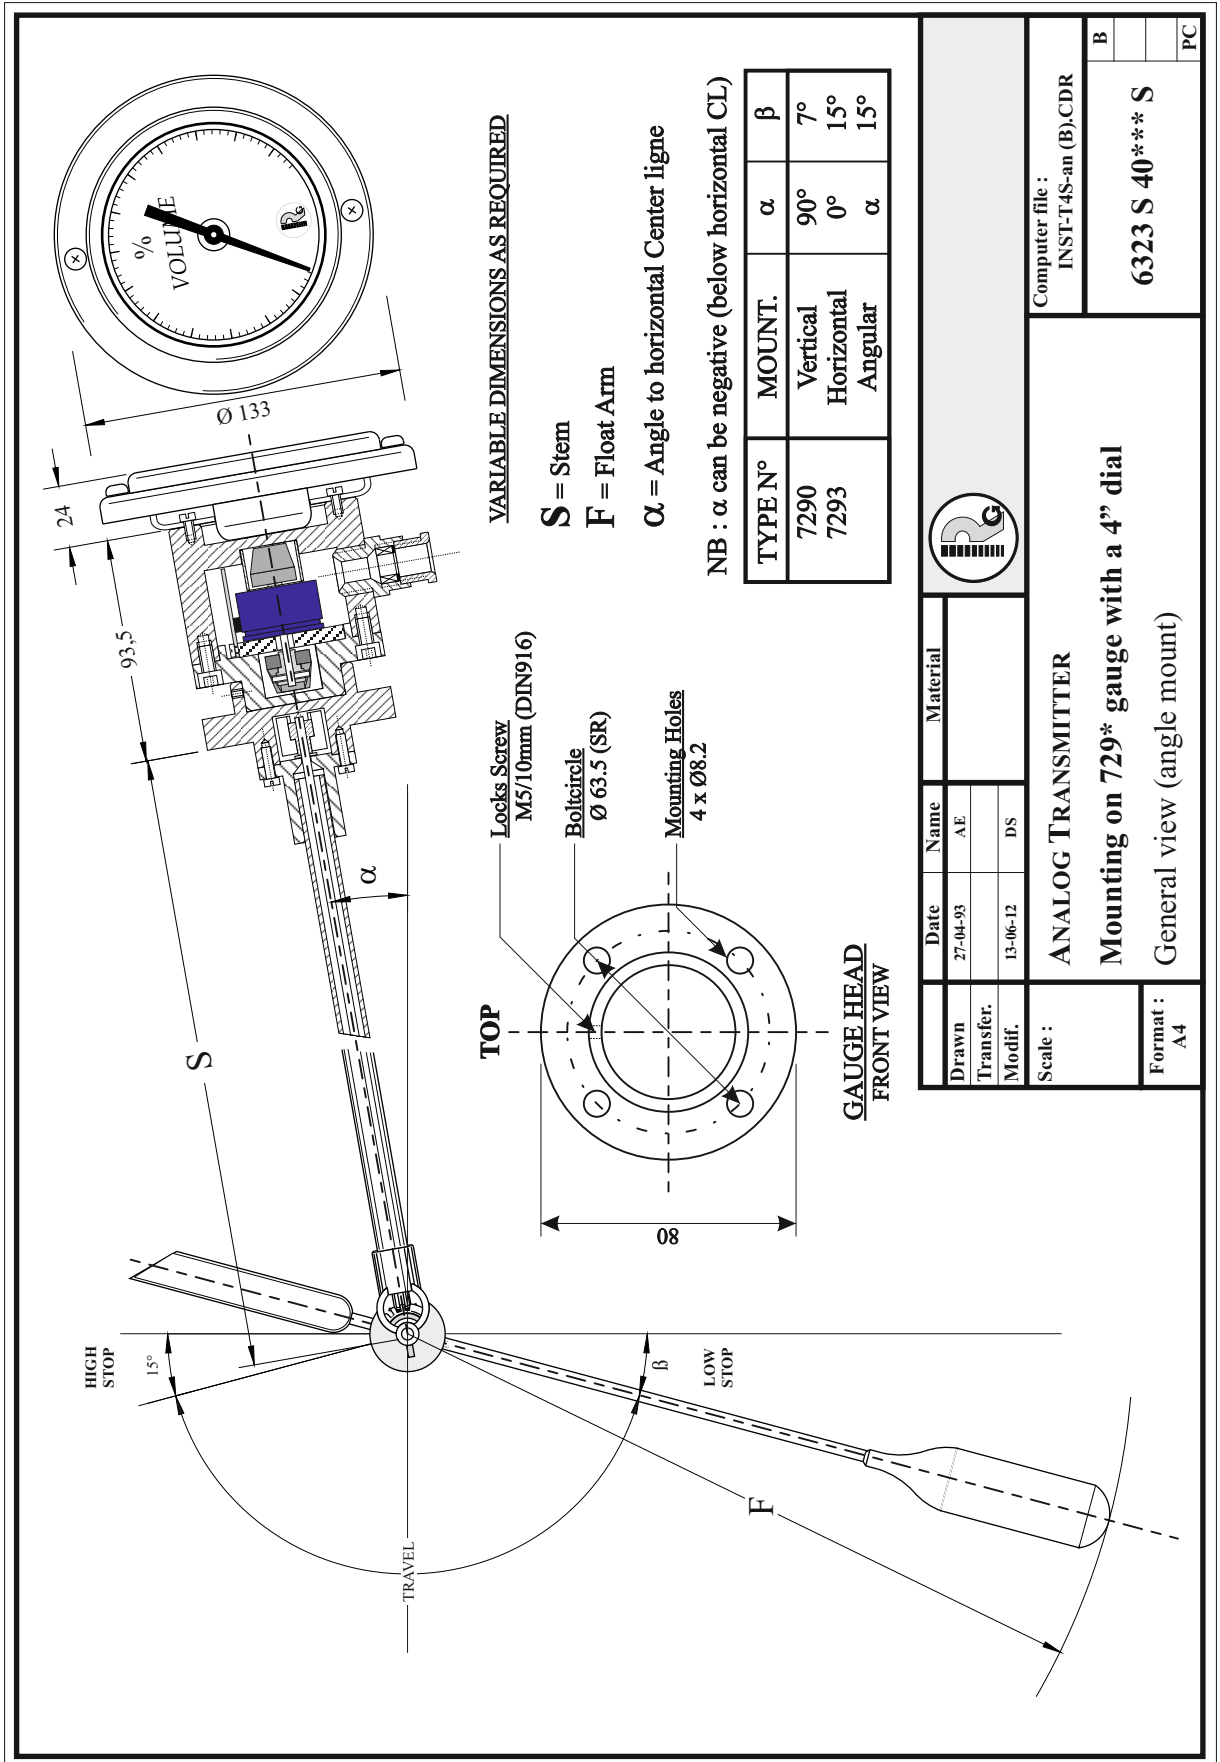 %
VOLUME
Ø 133
24
93,5
S
α
HIGH
STOP
15°
TRAVEL
ß
LOW
STOP
F
VARIABLE DIMENSIONS AS REQUIRED
S = Stem
F = Float Arm
α = Angle to horizontal Center ligne
NB : α can be negative (below horizontal CL)
TYPE N° MOUNT. α β
7290 Vertical 90° 7°
7293 Horizontal 0° 15°
Angular α 15°
Locks Screw
M5/10mm (DIN916)
Boltcircle
Ø 63.5 (SR)
Mounting Holes
4 x Ø8.2
TOP
80
GAUGE HEAD
FRONT VIEW
Date Name Material
Drawn 27-04-93 AE
Transfer.
Modif. 13-06-12 DS
Scale :
Format :
A4
ANALOG TRANSMITTER
Mounting on 729* gauge with a 4” dial
General view (angle mount)
Computer file :
INST-T4S-an (B).CDR
6323 S 40*** S
B
PC